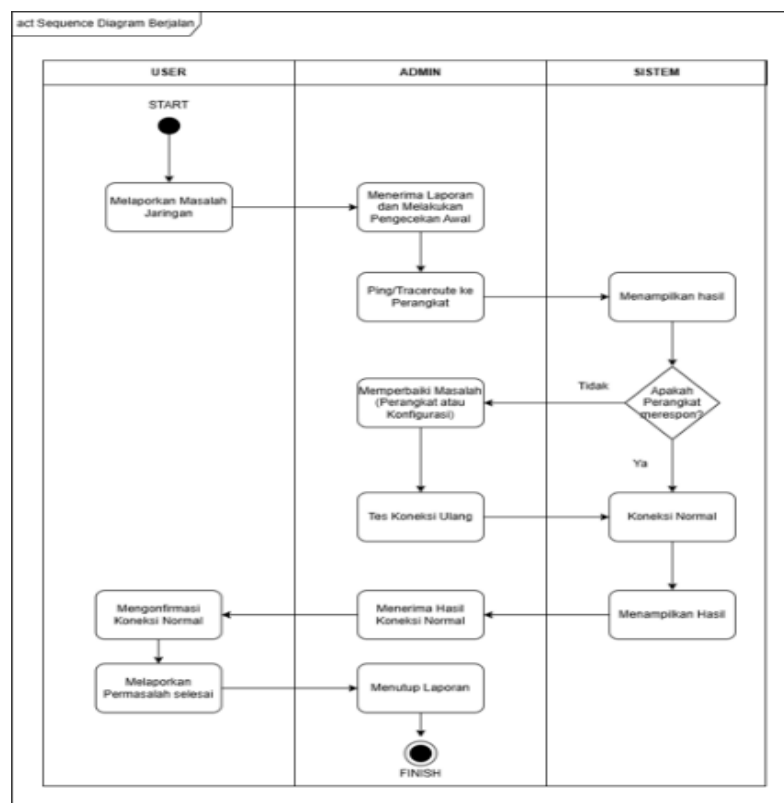 act Sequence Diagram Berjalan
USER
ADMIN
SISTEM
START
Melaporkan Masalah
Jaringan
Menerima Laporan
dan Melakukan
Pengecekan Awal
Ping/Traceroute ke
Perangkat
Menampilkan hasil
Apakah
Perangkat
merespon?
Tidak
Ya
Memperbaiki Masalah
(Perangkat atau
Konfigurasi)
Tes Koneksi Ulang
Koneksi Normal
Menampilkan Hasil
Menerima Hasil
Koneksi Normal
Mengonfirmasi
Koneksi Normal
Melaporkan
Permasalah selesai
Menutup Laporan
FINISH